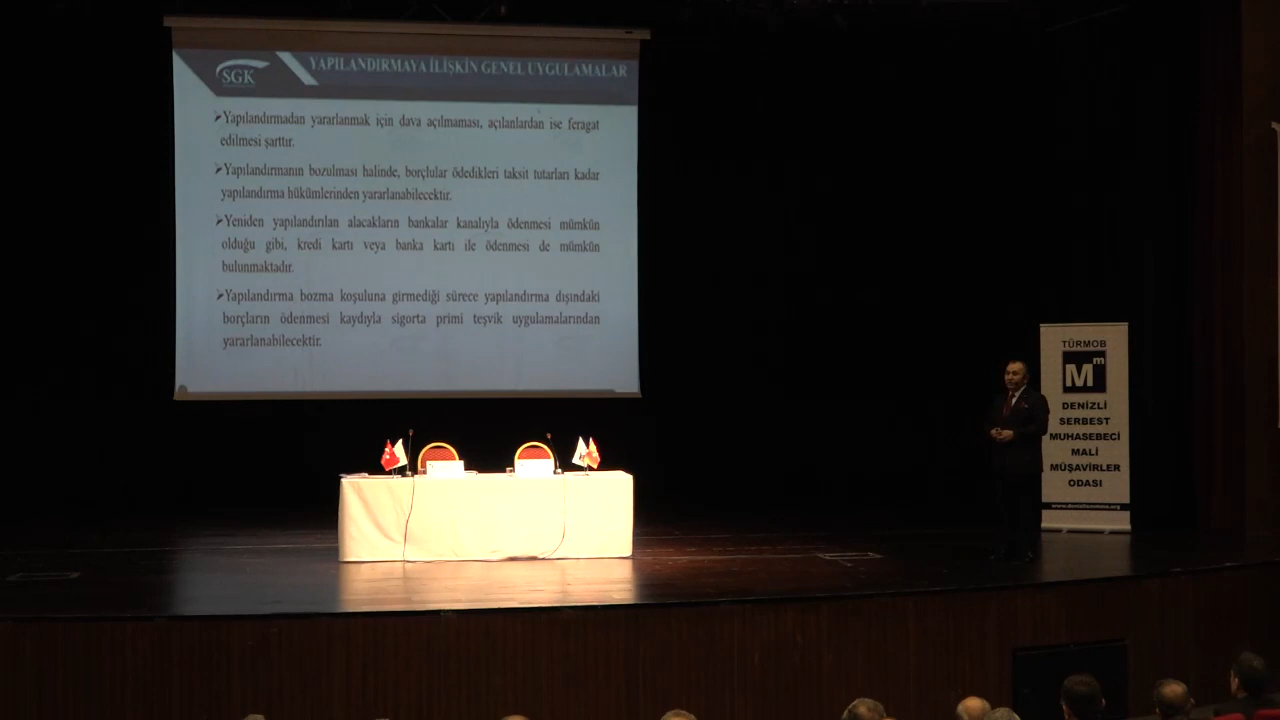 SGK
YAPILANDIRMAYA İLİŞKİN GENEL UYGULAMALAR
➢Yapılandırmadan yararlanmak için dava açılmaması, açılanlardan ise feragat
edilmesi şarttır.
➢Yapılandırmanın bozulması halinde, borçlular ödedikleri taksit tutarları kadar
yapılandırma hükümlerinden yararlanabilecektir.
➢Yeniden yapılandırılan alacakların bankalar kanalıyla ödenmesi mümkün
olduğu gibi, kredi kartı veya banka kartı ile ödenmesi de mümkün
bulunmaktadır.
➢Yapılandırma bozma koşuluna girmediği sürece yapılandırma dışındaki
borçların ödenmesi kaydıyla sigorta primi teşvik uygulamalarından
yararlanabilecektir.
TÜRMOB
Mm
DENİZLİ
SERBEST
MUHASEBECİ
MALİ
MÜŞAVİRLER
ODASI